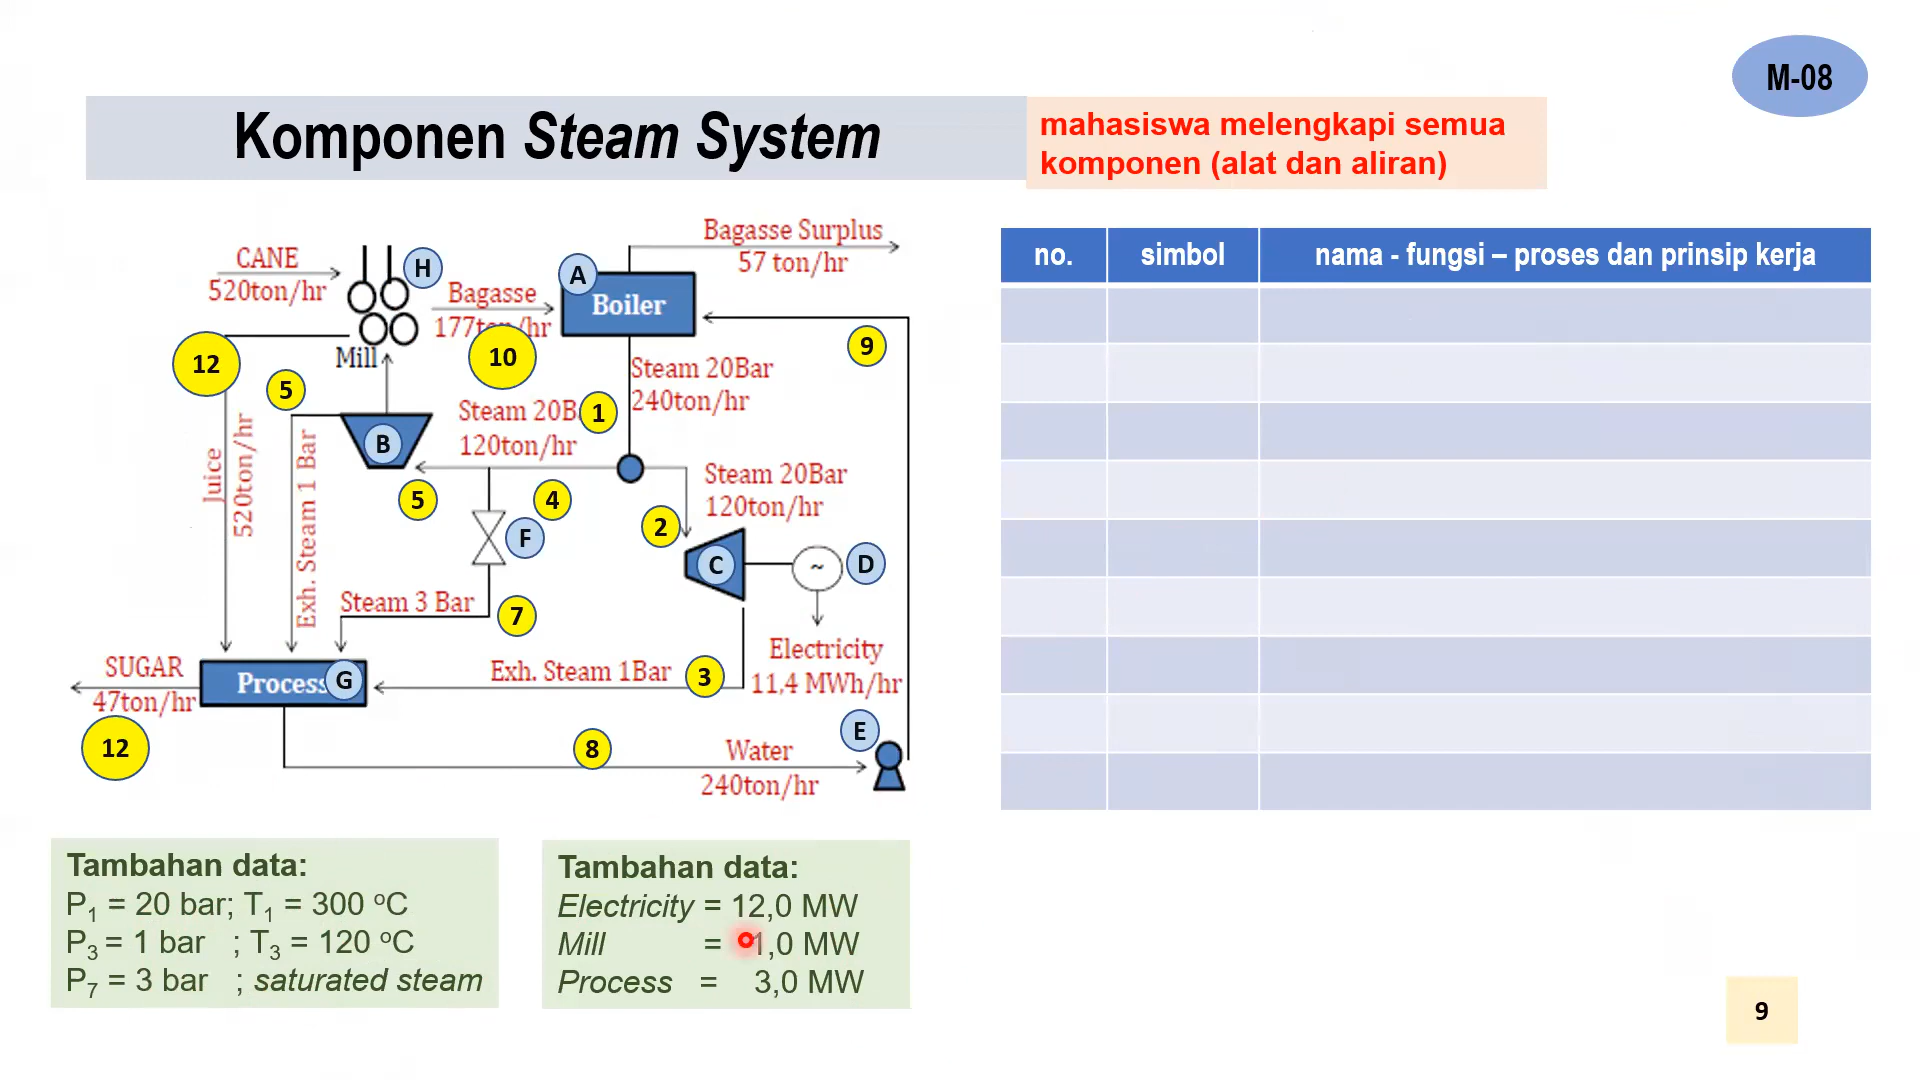 M-08
Komponen Steam System
mahasiswa melengkapi semua
komponen (alat dan aliran)
CANE
520ton/hr
H
Mill
Bagasse
177ton/hr
10
A
Boiler
Bagasse Surplus
57 ton/hr
9
12
5
Juice
520ton/hr
Exh. Steam 1 Bar
B
Steam 20B
120ton/hr
1
Steam 20Bar
240ton/hr
5
4
F
Steam 20Bar
120ton/hr
2
C
~
D
Steam 3 Bar
7
Electricity
11,4 MWh/hr
SUGAR
47ton/hr
12
Process
G
Exh. Steam 1Bar
3
8
Water
240ton/hr
E
no. simbol nama - fungsi – proses dan prinsip kerja
Tambahan data:
P1 = 20 bar; T1 = 300 °C
P3 = 1 bar ; T3 = 120 °C
P7 = 3 bar ; saturated steam
Tambahan data:
Electricity = 12,0 MW
Mill = 1,0 MW
Process = 3,0 MW
9